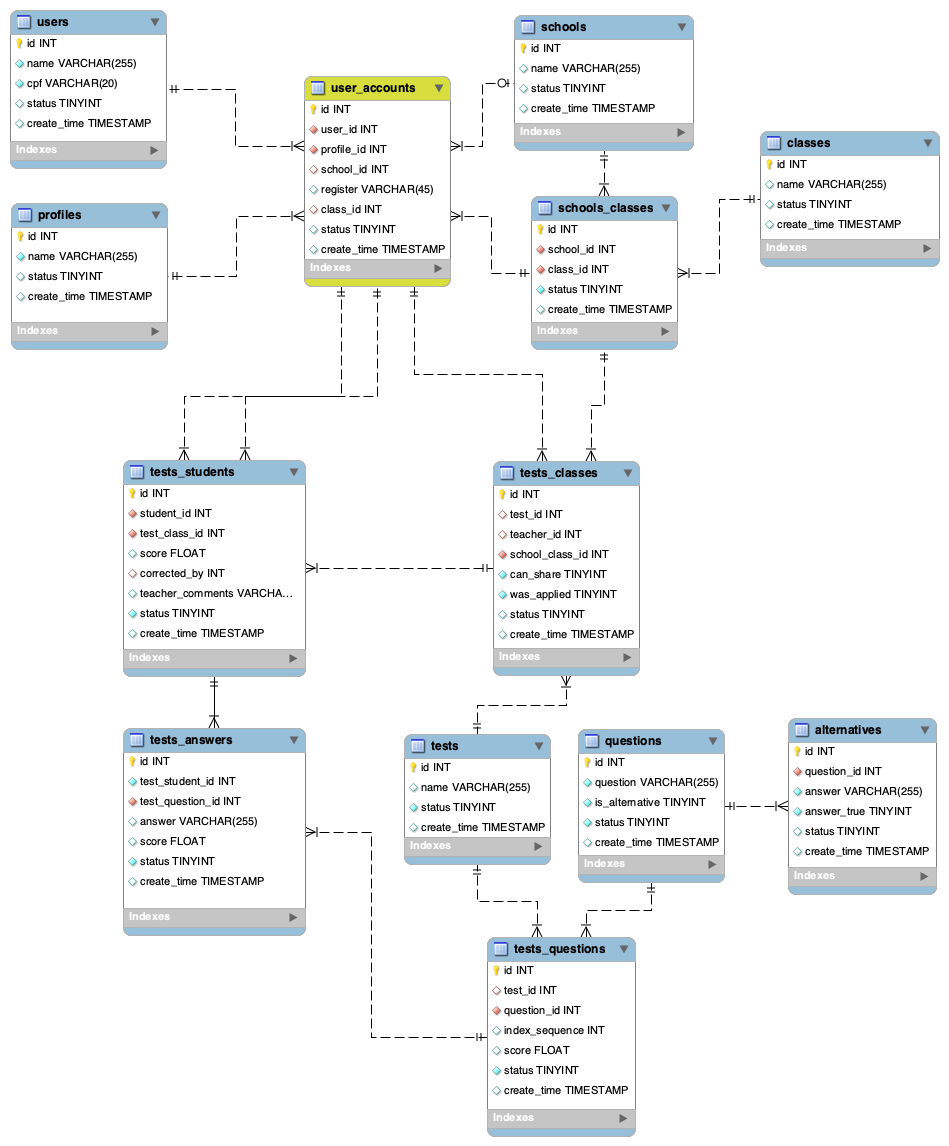 users
id INT
name VARCHAR(255)
cpf VARCHAR(20)
status TINYINT
create_time TIMESTAMP
Indexes
profiles
id INT
name VARCHAR(255)
status TINYINT
create_time TIMESTAMP
Indexes
user_accounts
id INT
user_id INT
profile_id INT
school_id INT
register VARCHAR(45)
class_id INT
status TINYINT
create_time TIMESTAMP
Indexes
schools
id INT
name VARCHAR(255)
status TINYINT
create_time TIMESTAMP
Indexes
schools_classes
id INT
school_id INT
class_id INT
status TINYINT
create_time TIMESTAMP
Indexes
classes
id INT
name VARCHAR(255)
status TINYINT
create_time TIMESTAMP
Indexes
tests_students
id INT
student_id INT
test_class_id INT
score FLOAT
corrected_by INT
teacher_comments VARCHA...
status TINYINT
create_time TIMESTAMP
Indexes
tests_classes
id INT
test_id INT
teacher_id INT
school_class_id INT
can_share TINYINT
was_applied TINYINT
status TINYINT
create_time TIMESTAMP
Indexes
tests_answers
id INT
test_student_id INT
test_question_id INT
answer VARCHAR(255)
score FLOAT
status TINYINT
create_time TIMESTAMP
Indexes
tests
id INT
name VARCHAR(255)
status TINYINT
create_time TIMESTAMP
Indexes
questions
id INT
question VARCHAR(255)
is_alternative TINYINT
status TINYINT
create_time TIMESTAMP
Indexes
alternatives
id INT
question_id INT
answer VARCHAR(255)
answer_true TINYINT
status TINYINT
create_time TIMESTAMP
Indexes
tests_questions
id INT
test_id INT
question_id INT
index_sequence INT
score FLOAT
status TINYINT
create_time TIMESTAMP
Indexes